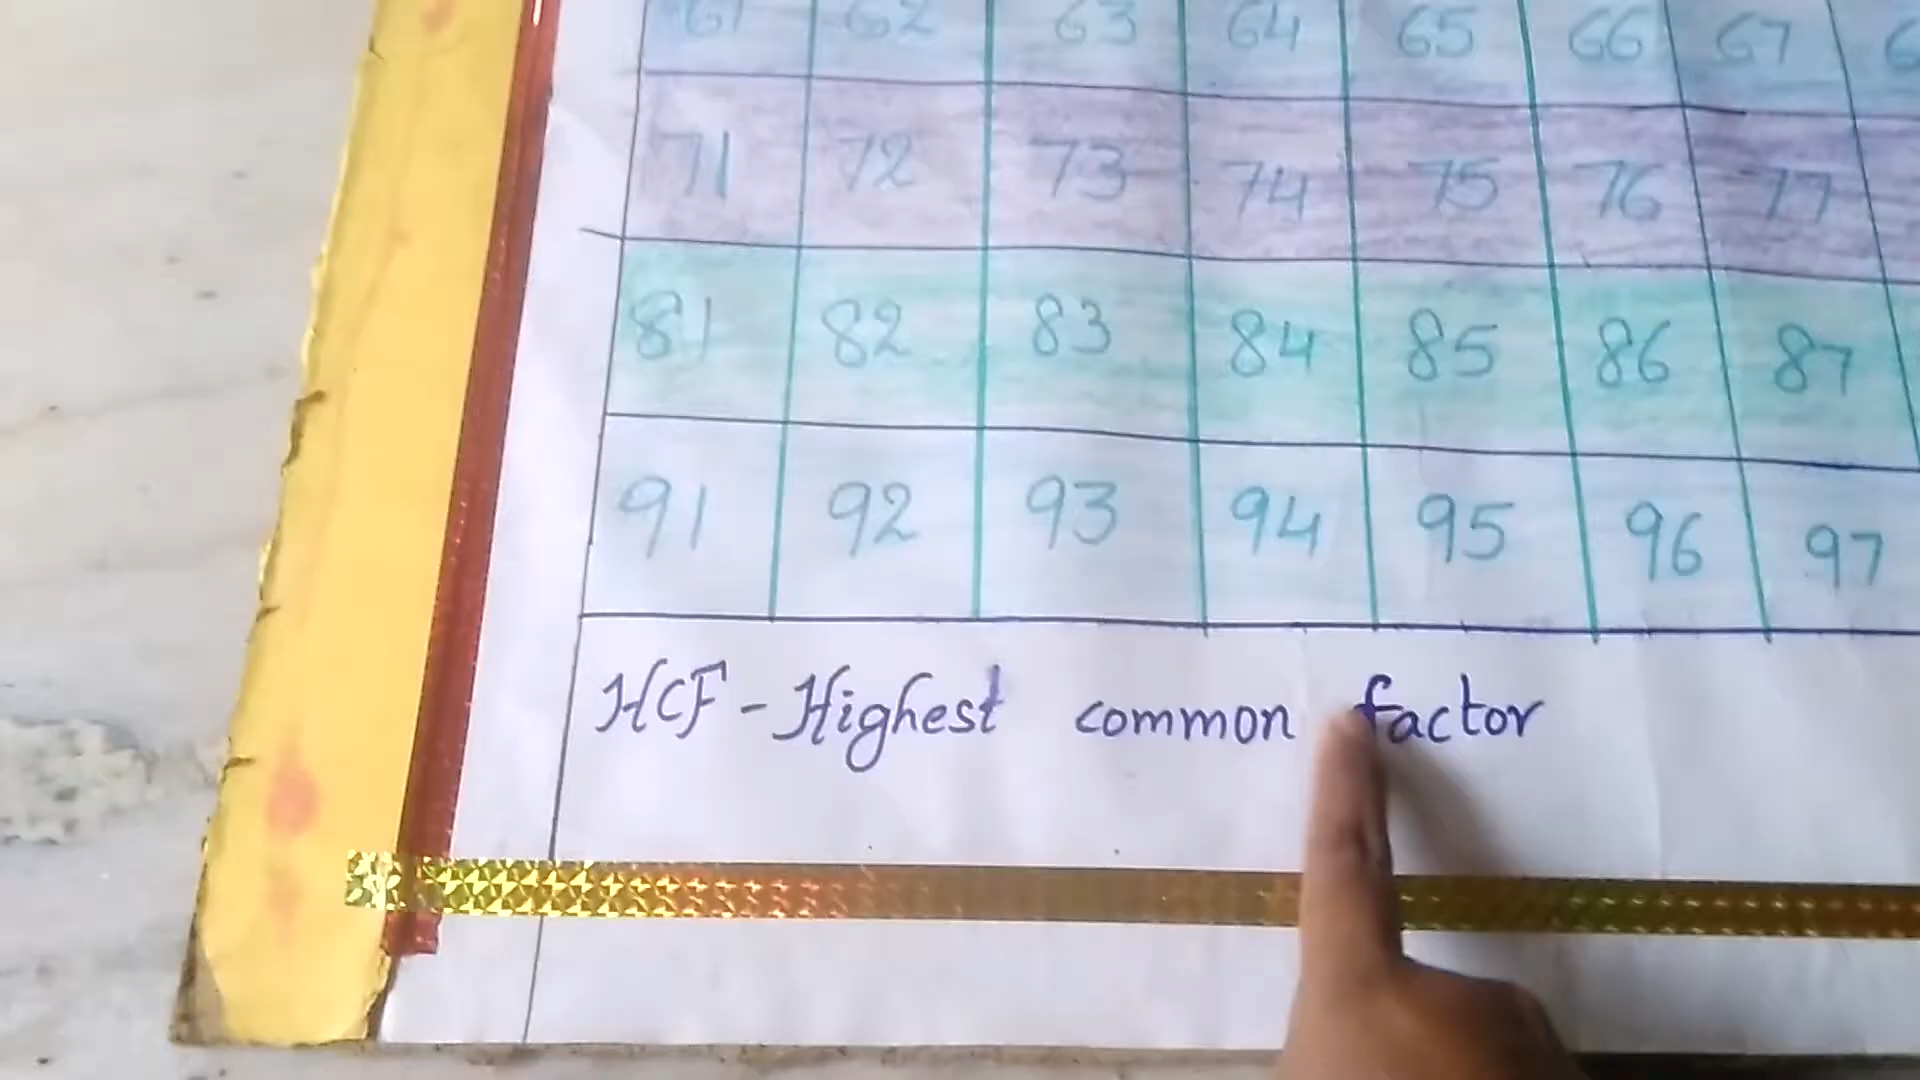 61 62 63 64 65 66 67
71 72 73 74 75 76 77
81 82 83 84 85 86 87
91 92 93 94 95 96 97
HCF - Highest common factor